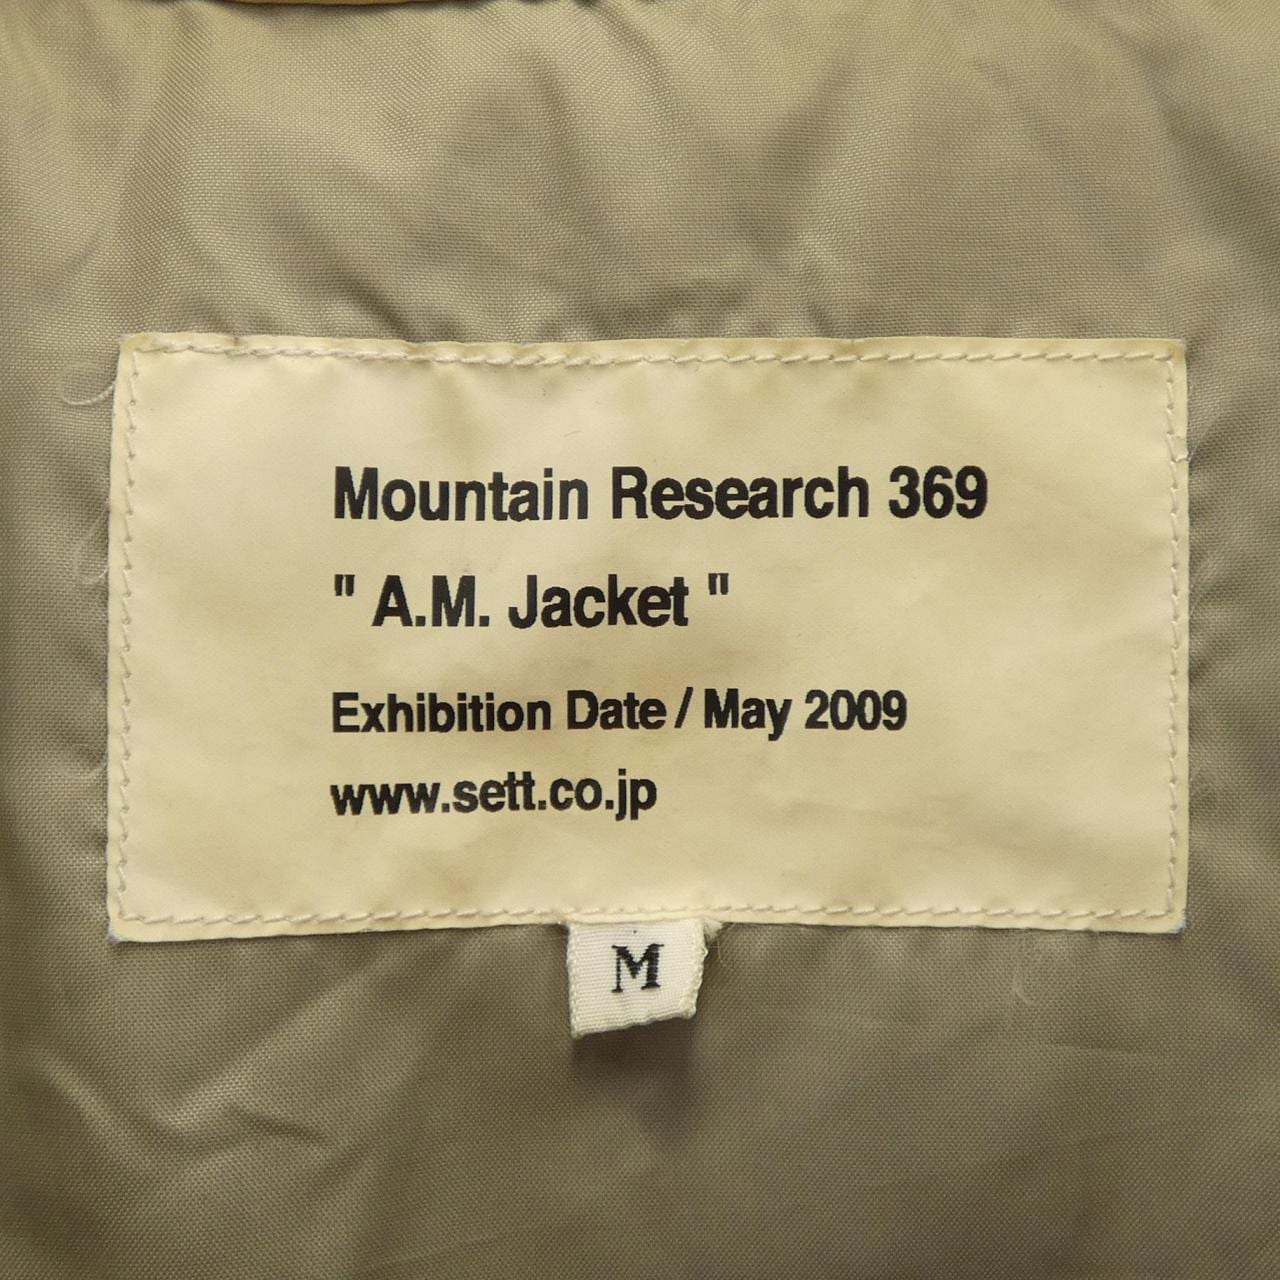 Mountain Research 369
" A.M. Jacket "
Exhibition Date / May 2009
www.sett.co.jp
M